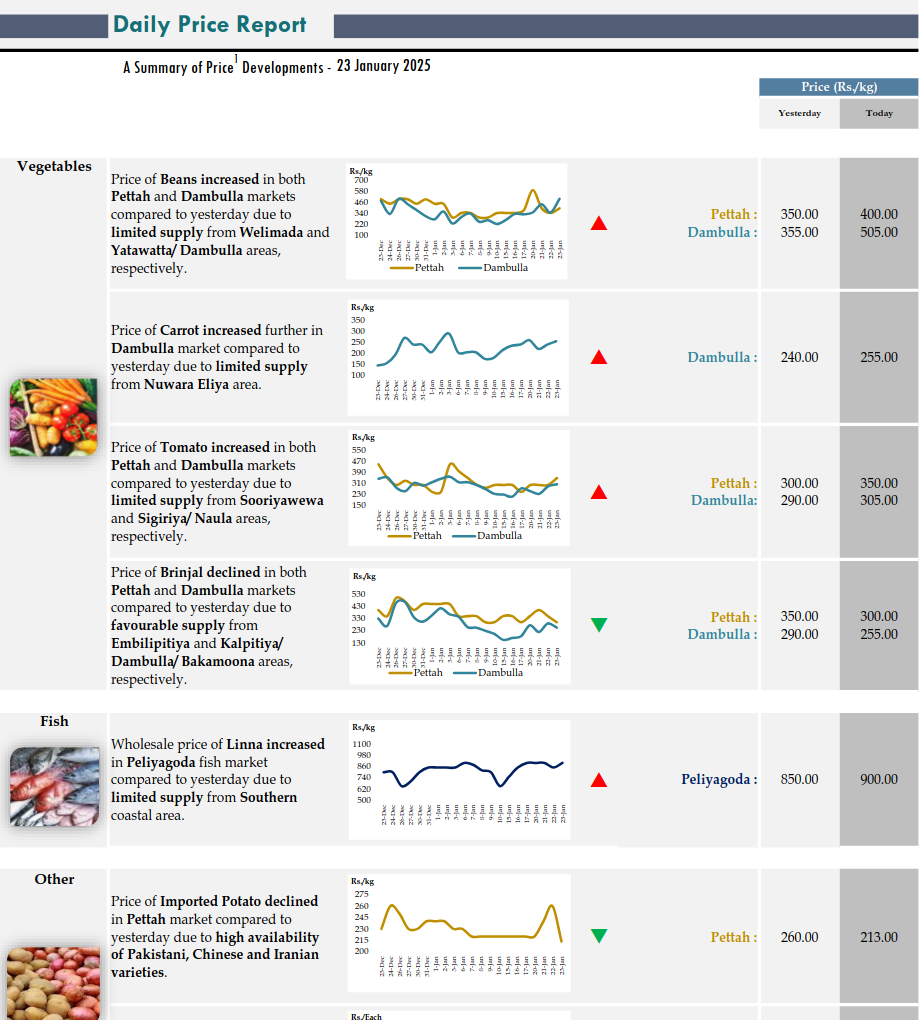 Daily Price Report
A Summary of Price1 Developments - 23 January 2025
Price (Rs./kg)
Yesterday Today
Vegetables
Price of Beans increased in both
Pettah and Dambulla markets
compared to yesterday due to
limited supply from Welimada and
Yatawatta/ Dambulla areas,
respectively.
Rs./kg
700
580
460
340
220
100
23-Dec 24-Dec 26-Dec 27-Dec 30-Dec 31-Dec 1-Jan 2-Jan 3-Jan 6-Jan 7-Jan 8-Jan 9-Jan 10-Jan 15-Jan 16-Jan 17-Jan 20-Jan 21-Jan 22-Jan 23-Jan
Pettah Dambulla
Pettah : 350.00 400.00
Dambulla : 355.00 505.00
Price of Carrot increased further in
Dambulla market compared to
yesterday due to limited supply
from Nuwara Eliya area.
Rs./kg
350
300
250
200
150
100
23-Dec 24-Dec 26-Dec 27-Dec 30-Dec 31-Dec 1-Jan 2-Jan 3-Jan 6-Jan 7-Jan 8-Jan 9-Jan 10-Jan 15-Jan 16-Jan 17-Jan 20-Jan 21-Jan 22-Jan 23-Jan
Dambulla : 240.00 255.00
Price of Tomato increased in both
Pettah and Dambulla markets
compared to yesterday due to
limited supply from Sooriyawewa
and Sigiriya/ Naula areas,
respectively.
Rs./kg
550
470
390
310
230
150
23-Dec 24-Dec 26-Dec 27-Dec 30-Dec 31-Dec 1-Jan 2-Jan 3-Jan 6-Jan 7-Jan 8-Jan 9-Jan 10-Jan 15-Jan 16-Jan 17-Jan 20-Jan 21-Jan 22-Jan 23-Jan
Pettah Dambulla
Pettah : 300.00 350.00
Dambulla: 290.00 305.00
Price of Brinjal declined in both
Pettah and Dambulla markets
compared to yesterday due to
favourable supply from
Embilipitiya and Kalpitiya/
Dambulla/ Bakamoona areas,
respectively.
Rs./kg
530
430
330
230
130
23-Dec 24-Dec 26-Dec 27-Dec 30-Dec 31-Dec 1-Jan 2-Jan 3-Jan 6-Jan 7-Jan 8-Jan 9-Jan 10-Jan 15-Jan 16-Jan 17-Jan 20-Jan 21-Jan 22-Jan 23-Jan
Pettah Dambulla
Pettah : 350.00 300.00
Dambulla : 290.00 255.00
Fish
Wholesale price of Linna increased
in Peliyagoda fish market
compared to yesterday due to
limited supply from Southern
coastal area.
Rs./kg
1100
980
860
740
620
500
23-Dec 24-Dec 26-Dec 27-Dec 30-Dec 31-Dec 1-Jan 2-Jan 3-Jan 6-Jan 7-Jan 8-Jan 9-Jan 10-Jan 15-Jan 16-Jan 17-Jan 20-Jan 21-Jan 22-Jan 23-Jan
Peliyagoda : 850.00 900.00
Other
Price of Imported Potato declined
in Pettah market compared to
yesterday due to high availability
of Pakistani, Chinese and Iranian
varieties.
Rs./kg
275
260
245
230
215
200
23-Dec 24-Dec 26-Dec 27-Dec 30-Dec 31-Dec 1-Jan 2-Jan 3-Jan 6-Jan 7-Jan 8-Jan 9-Jan 10-Jan 15-Jan 16-Jan 17-Jan 20-Jan 21-Jan 22-Jan 23-Jan
Pettah : 260.00 213.00
Rs./Each